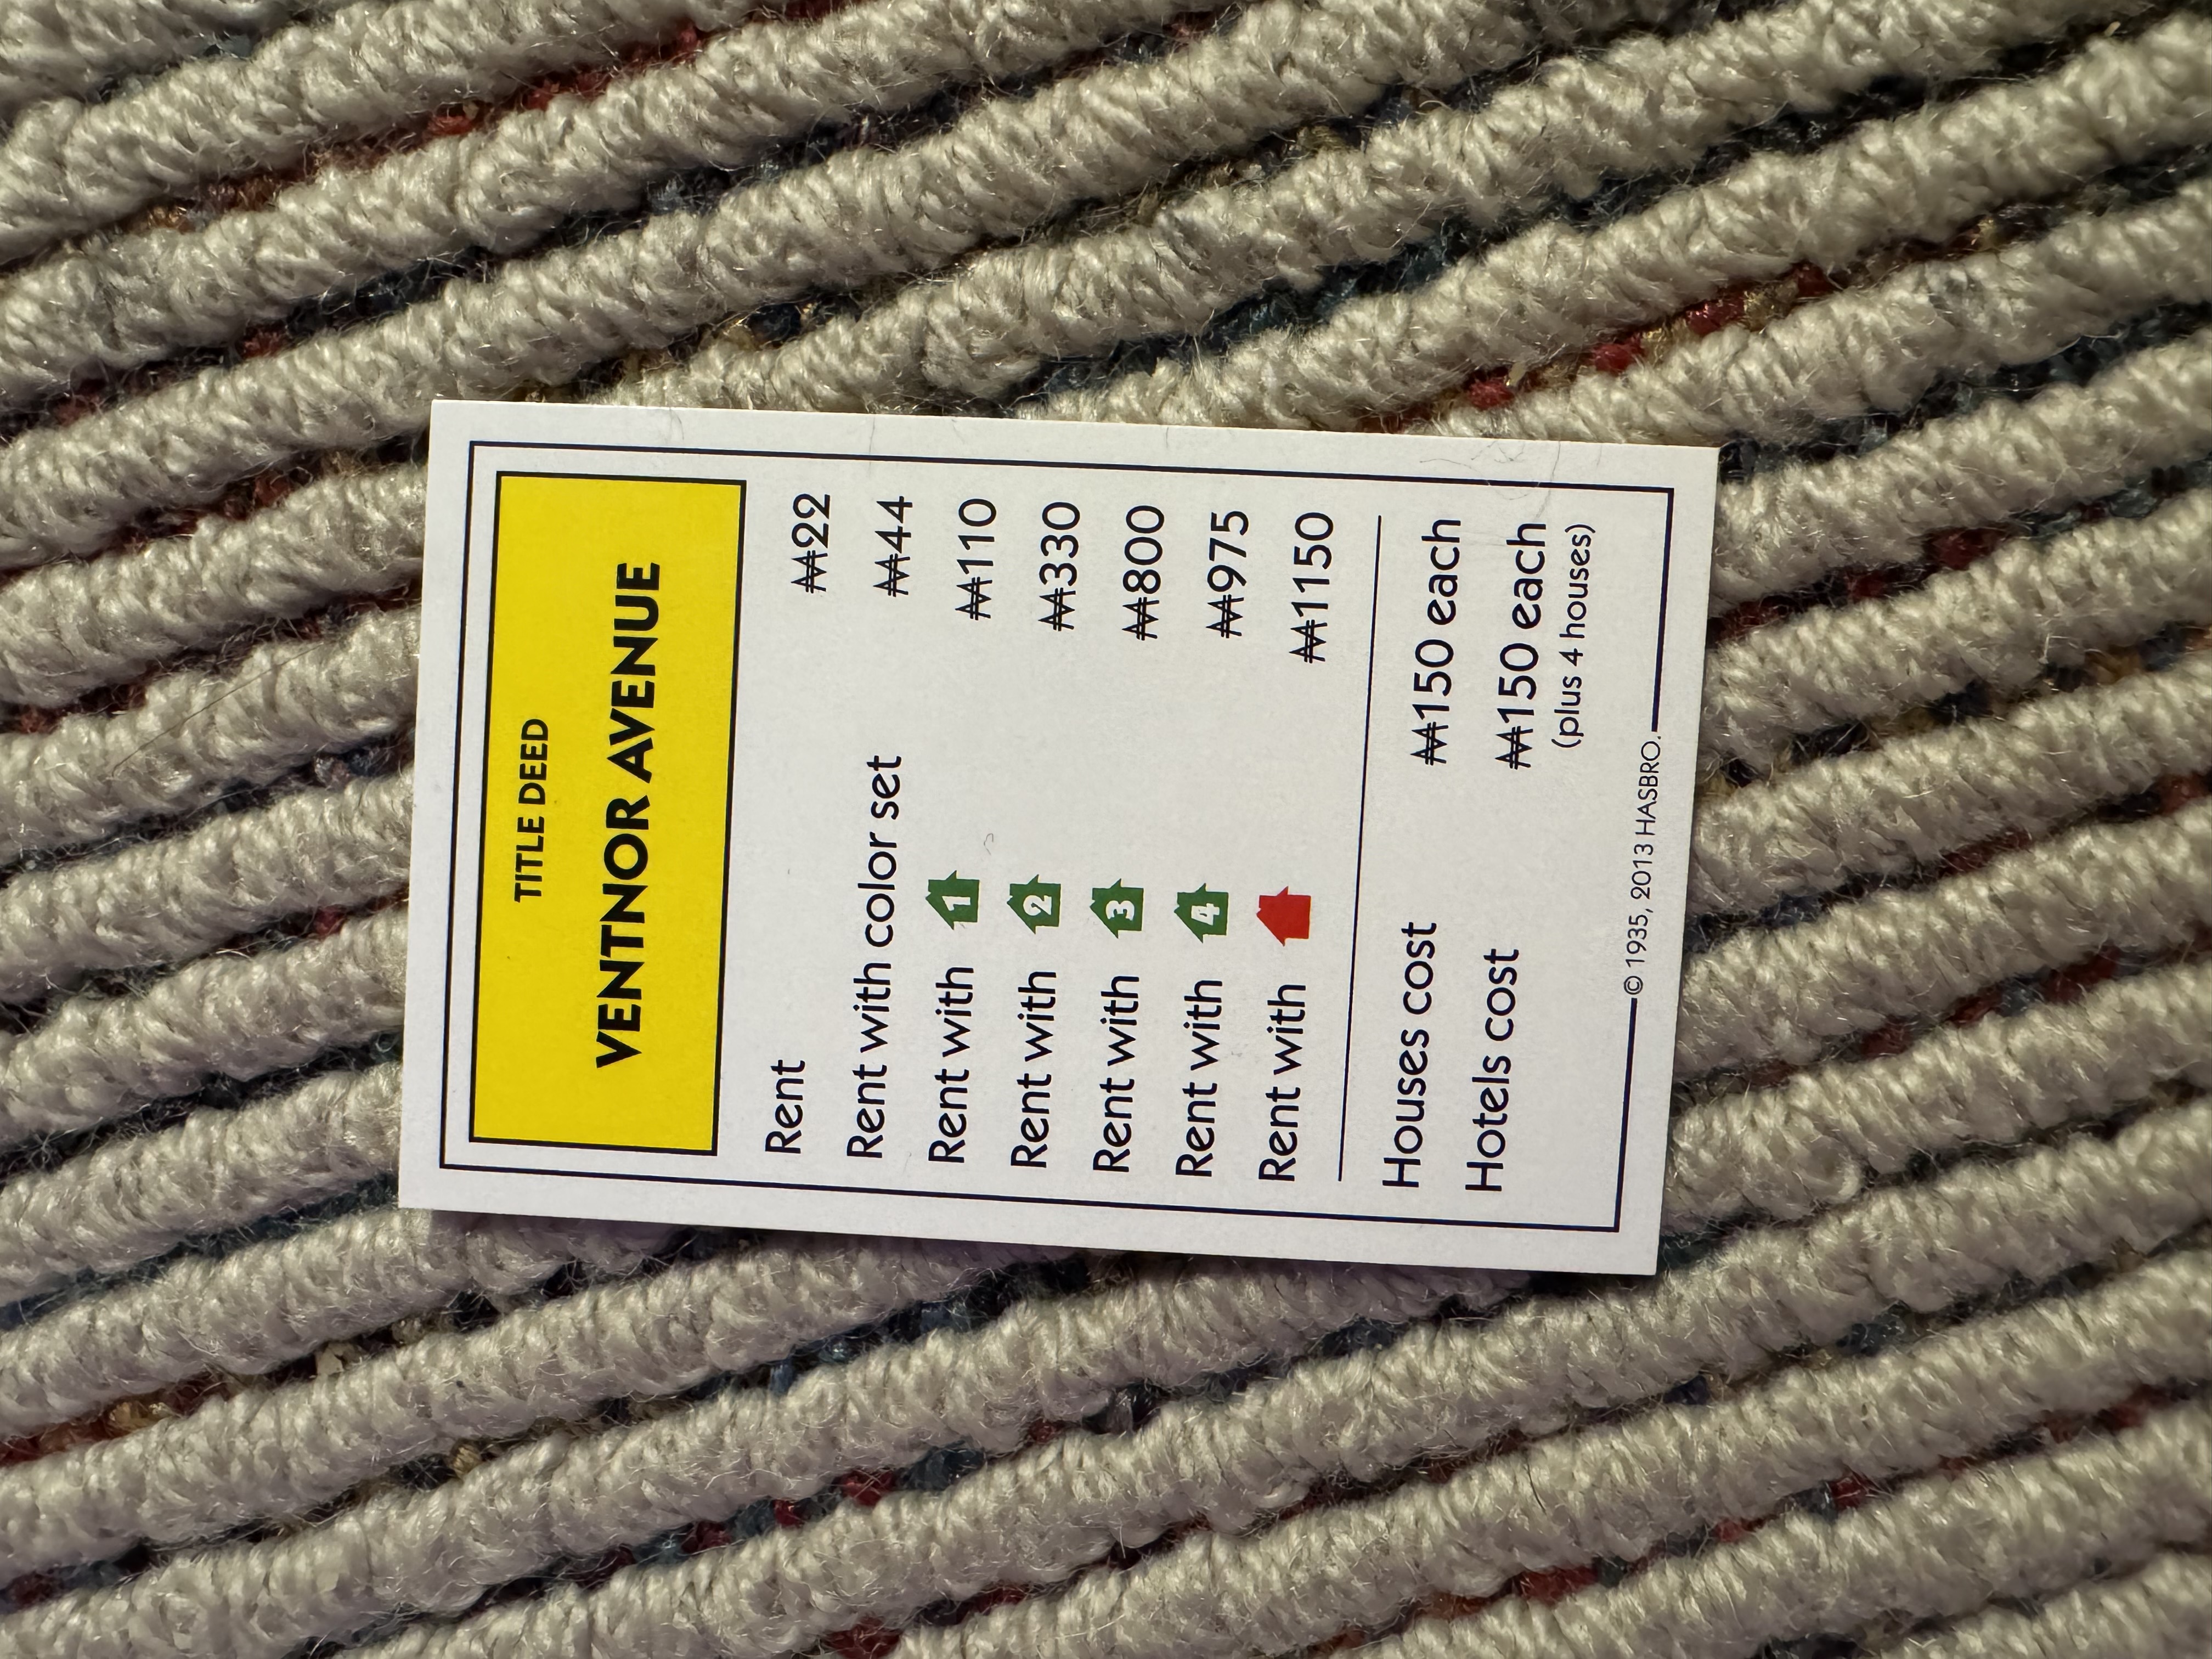 TITLE DEED
VENTNOR AVENUE
Rent ₩22
Rent with color set ₩44
Rent with 1 ₩110
Rent with 2 ₩330
Rent with 3 ₩800
Rent with 4 ₩975
Rent with ₩1150
Houses cost ₩150 each
Hotels cost ₩150 each
(plus 4 houses)
© 1935, 2013 HASBRO.